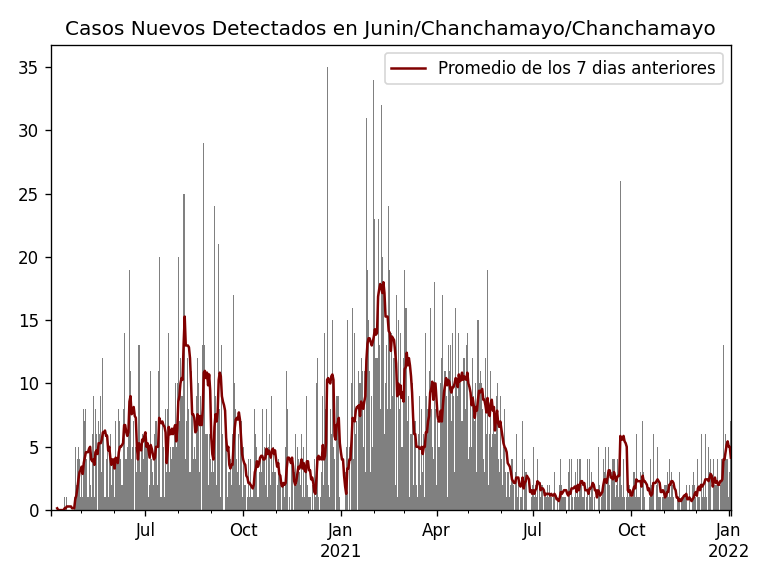 Casos Nuevos Detectados en Junin/Chanchamayo/Chanchamayo
Promedio de los 7 dias anteriores
35
30
25
20
15
10
5
0
Jul
Oct
Jan
2021
Apr
Jul
Oct
Jan
2022